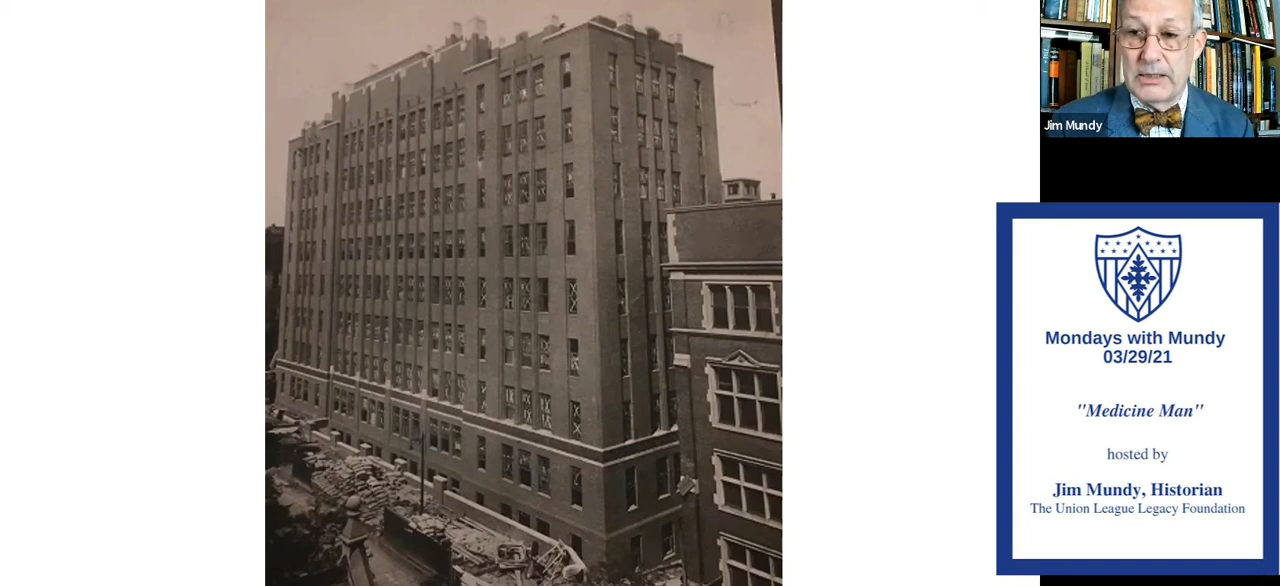 Jim Mundy
Mondays with Mundy
03/29/21
"Medicine Man"
hosted by
Jim Mundy, Historian
The Union League Legacy Foundation